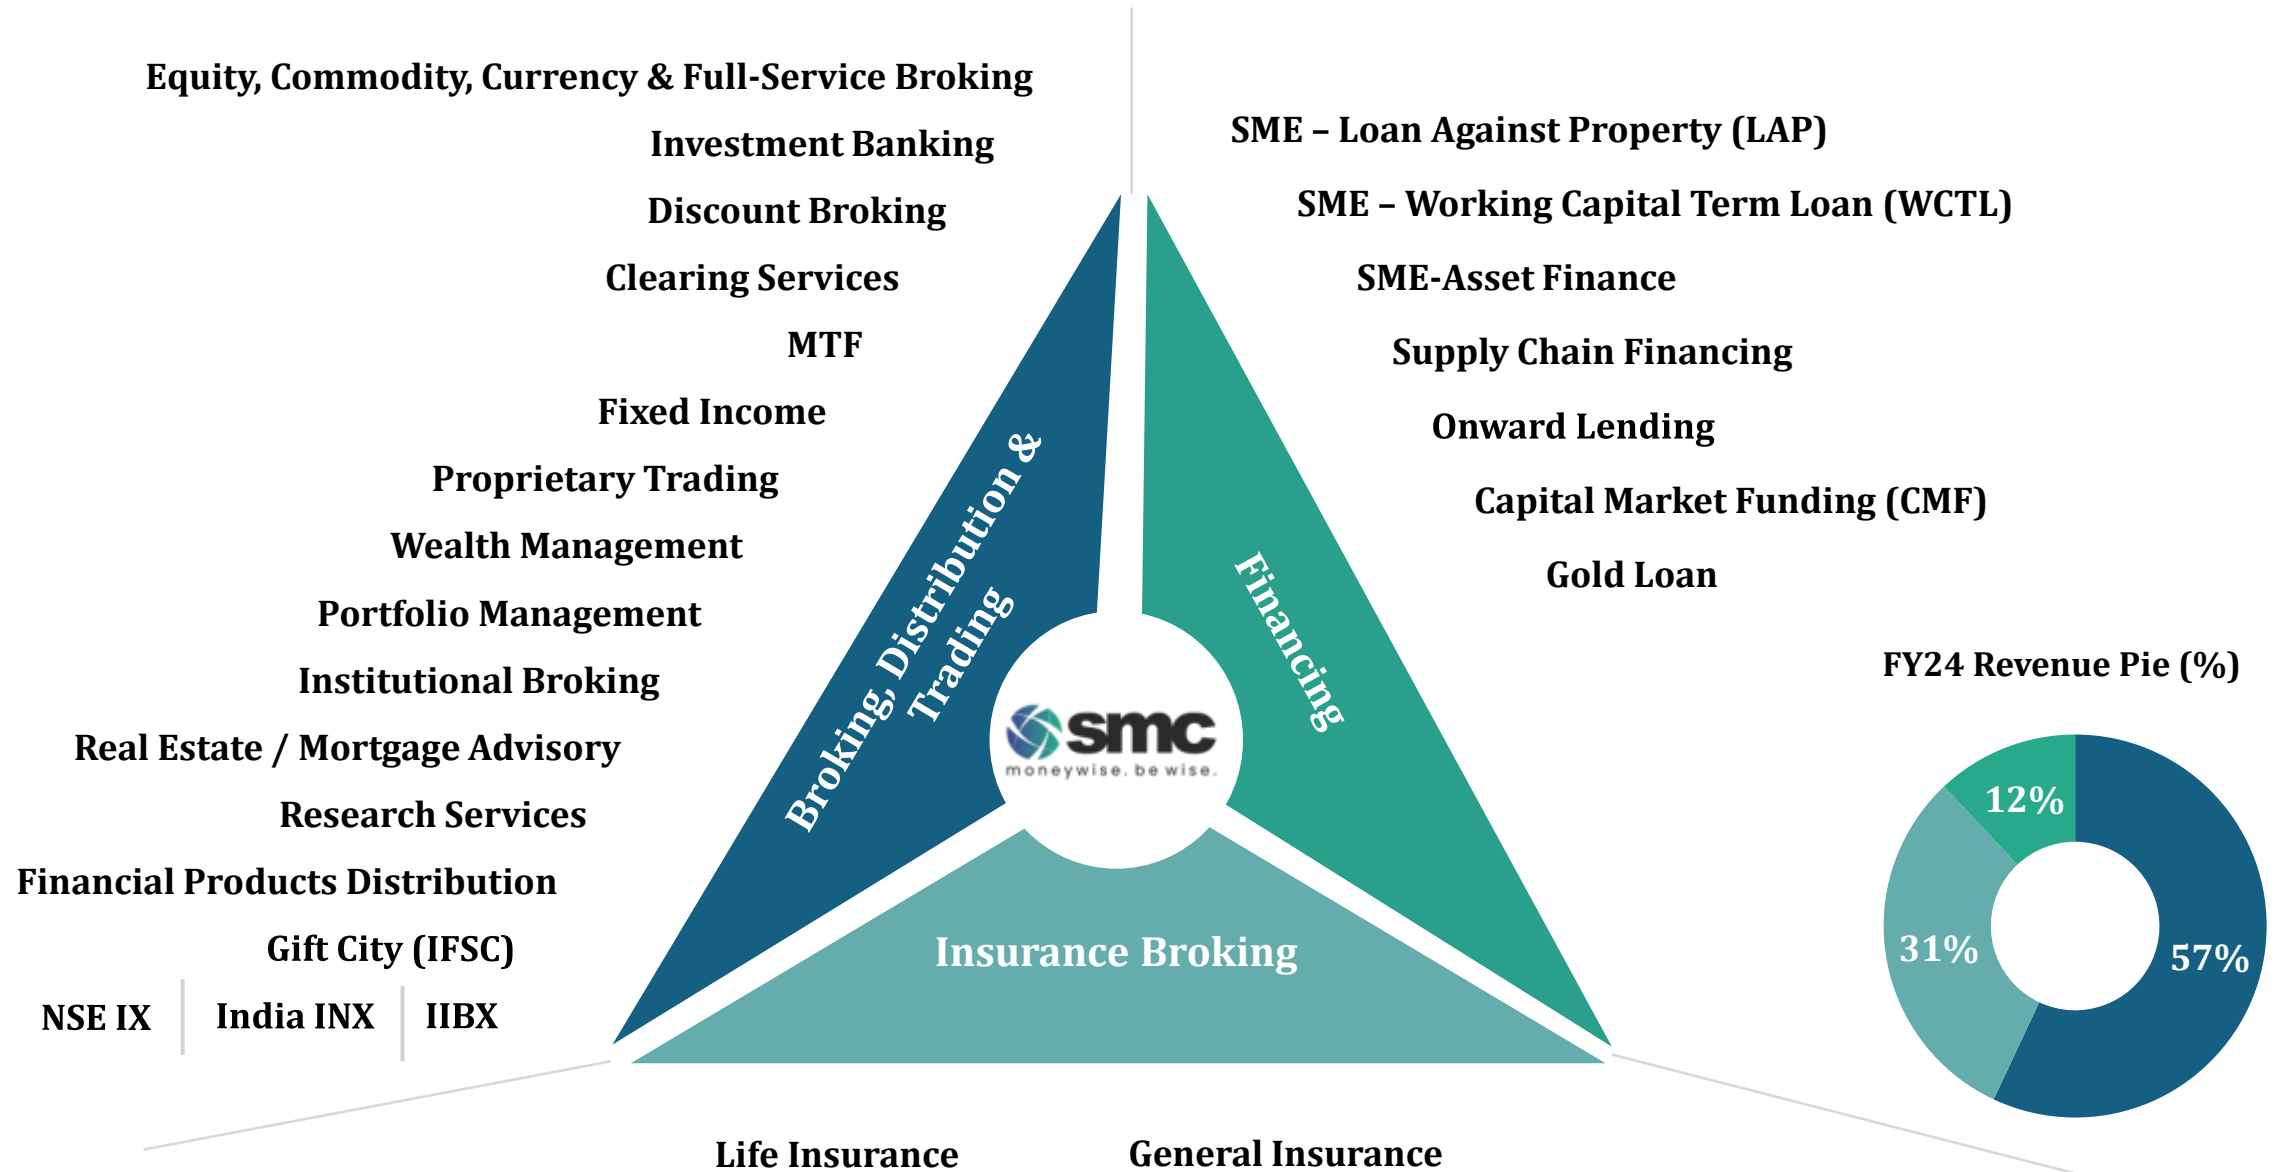 Equity, Commodity, Currency & Full-Service Broking
Investment Banking
Discount Broking
Clearing Services
MTF
Fixed Income
Proprietary Trading
Wealth Management
Portfolio Management
Institutional Broking
Real Estate / Mortgage Advisory
Research Services
Financial Products Distribution
Gift City (IFSC)
NSE IX
India INX
IIBX
Broking, Distribution &
Trading
SME – Loan Against Property (LAP)
SME – Working Capital Term Loan (WCTL)
SME-Asset Finance
Supply Chain Financing
Onward Lending
Capital Market Funding (CMF)
Gold Loan
Financing
smc
moneywise. be wise.
Insurance Broking
Life Insurance
General Insurance
FY24 Revenue Pie (%)
12%
31%
57%